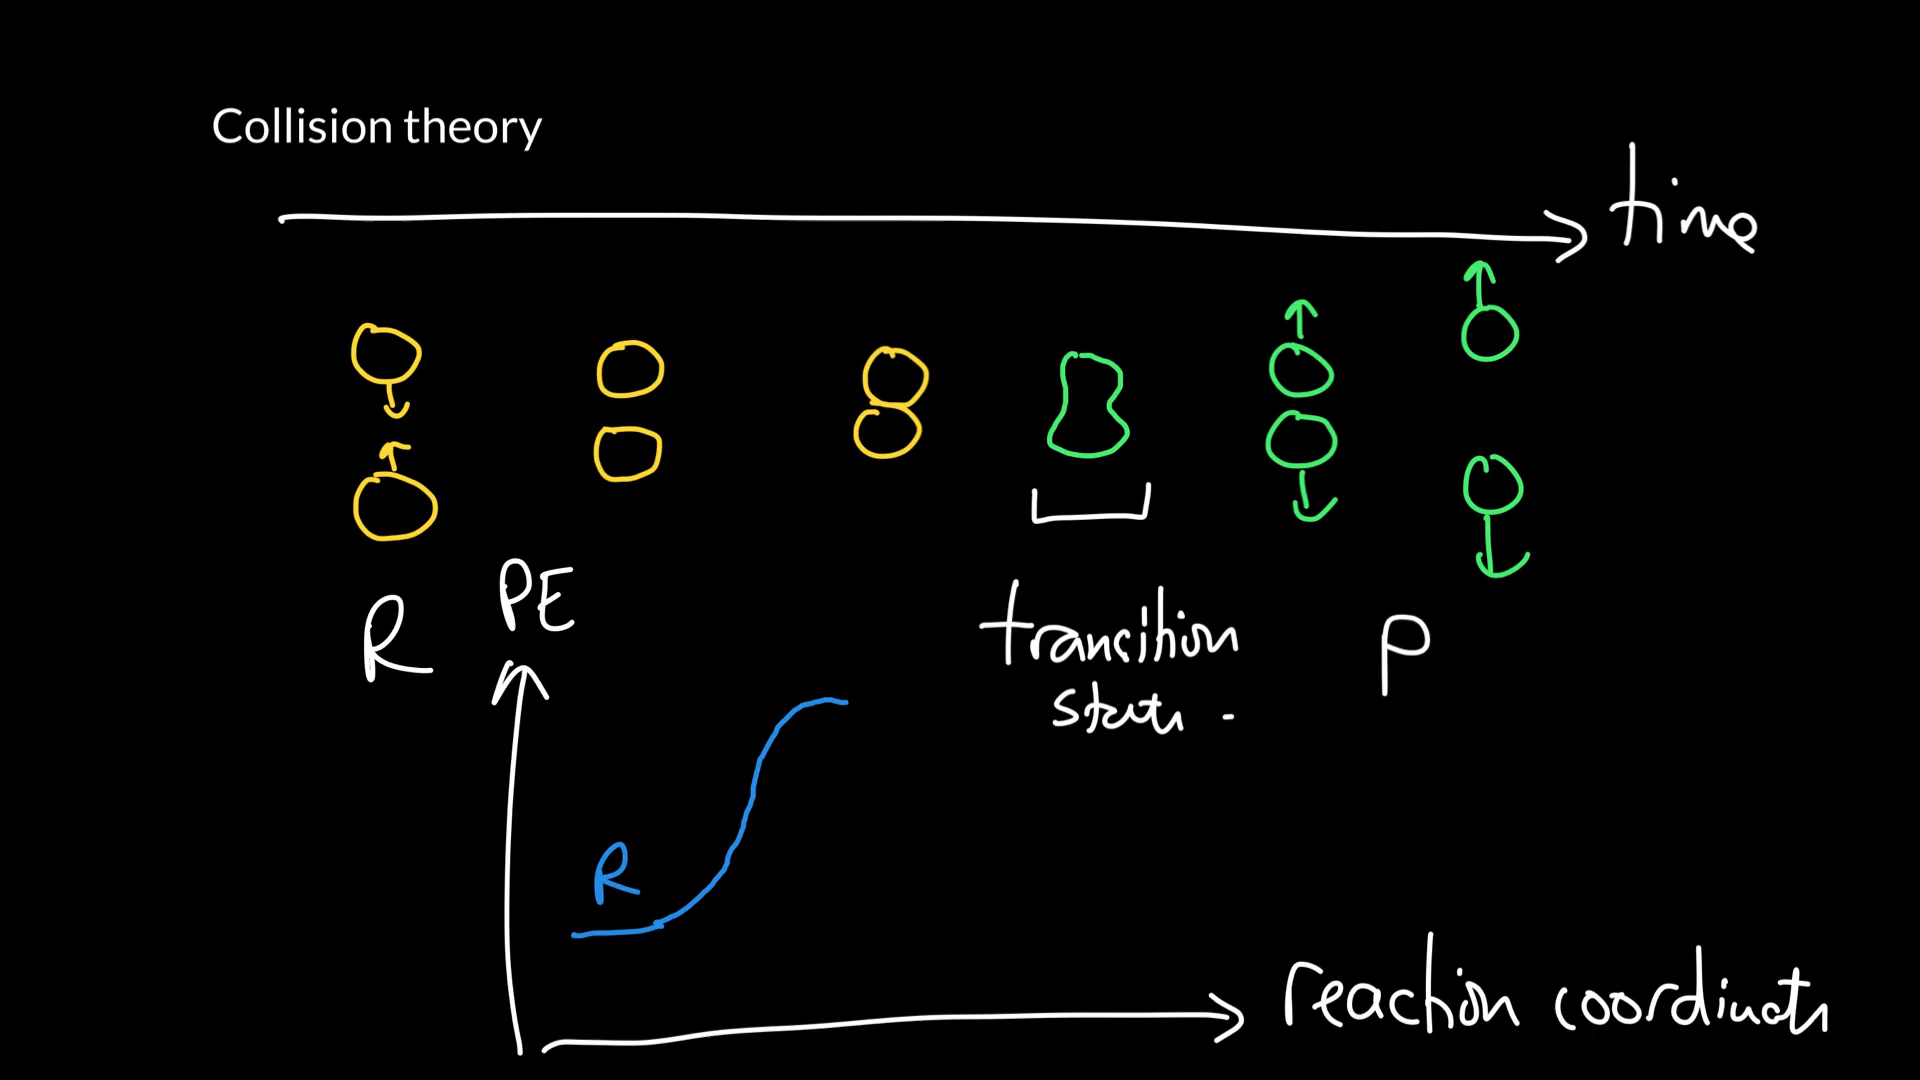 Collision theory
time
R
PE
transition
state
P
R
reaction coordinate